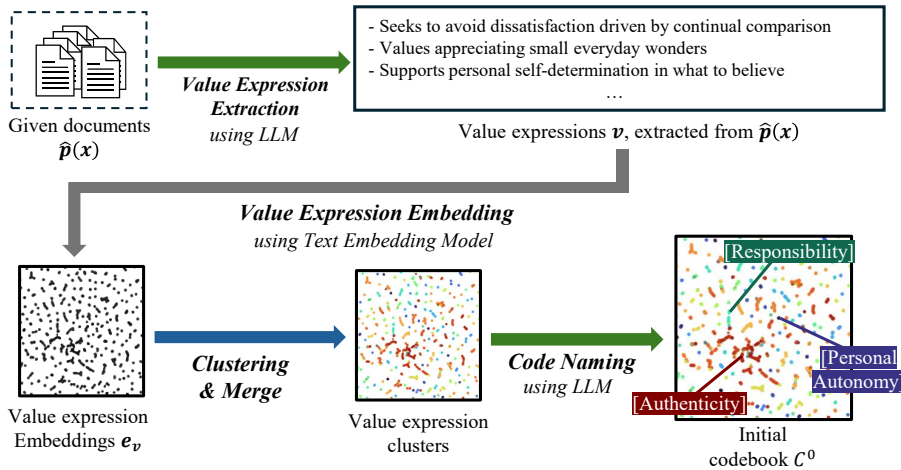 - Seeks to avoid dissatisfaction driven by continual comparison
- Values appreciating small everyday wonders
- Supports personal self-determination in what to believe
...
Value Expression
Extraction
using LLM
Given documents
p̂(x)
Value expressions v, extracted from p̂(x)
Value Expression Embedding
using Text Embedding Model
[Responsibility]
[Personal
Autonomy]
[Authenticity]
Clustering
& Merge
Code Naming
using LLM
Value expression
Embeddings eᵥ
Value expression
clusters
Initial
codebook C⁰